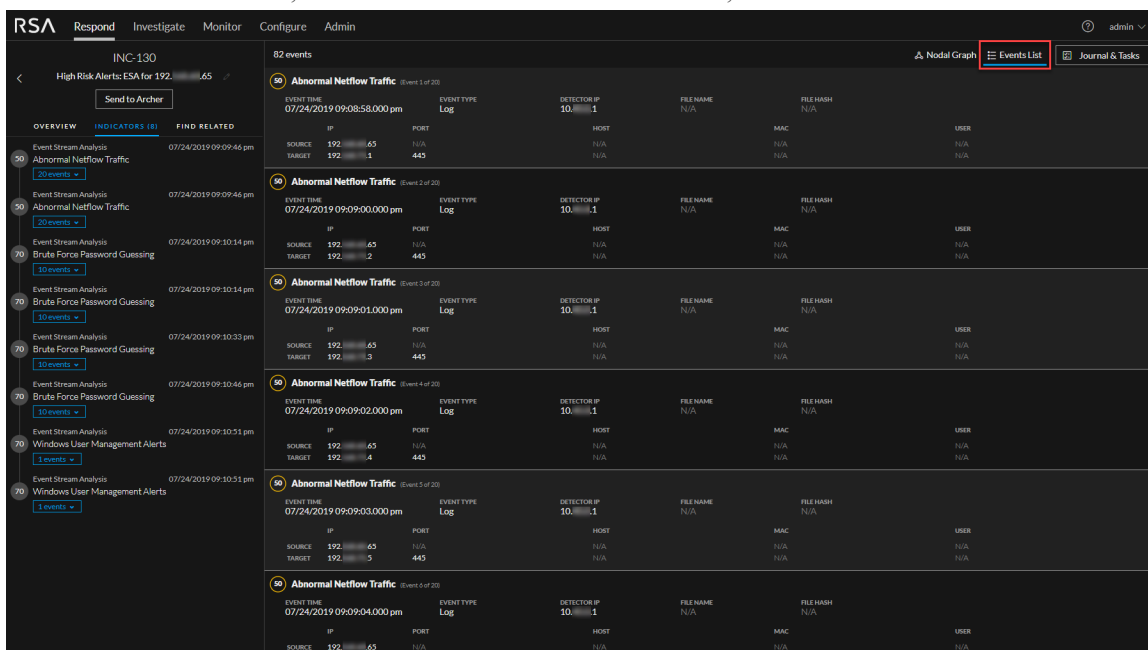 RSA Respond Investigate Monitor Configure Admin admin
INC-130
High Risk Alerts: ESA for 192. .65
Send to Archer
OVERVIEW INDICATORS (8) FIND RELATED
Event Stream Analysis 07/24/2019 09:09:46 pm
50 Abnormal Netflow Traffic
20 events
Event Stream Analysis 07/24/2019 09:09:46 pm
50 Abnormal Netflow Traffic
20 events
Event Stream Analysis 07/24/2019 09:10:14 pm
70 Brute Force Password Guessing
10 events
Event Stream Analysis 07/24/2019 09:10:14 pm
70 Brute Force Password Guessing
10 events
Event Stream Analysis 07/24/2019 09:10:33 pm
70 Brute Force Password Guessing
10 events
Event Stream Analysis 07/24/2019 09:10:46 pm
70 Brute Force Password Guessing
10 events
Event Stream Analysis 07/24/2019 09:10:51 pm
70 Windows User Management Alerts
1 events
Event Stream Analysis 07/24/2019 09:10:51 pm
70 Windows User Management Alerts
1 events
82 events Nodal Graph Events List Journal & Tasks
50 Abnormal Netflow Traffic (Event 1 of 20)
EVENT TIME EVENT TYPE DETECTOR IP FILE NAME FILE HASH
07/24/2019 09:08:58.000 pm Log 10. .1 N/A N/A
IP PORT HOST MAC USER
SOURCE 192. .65 N/A N/A N/A N/A
TARGET 192. .1 445 N/A N/A N/A
50 Abnormal Netflow Traffic (Event 2 of 20)
EVENT TIME EVENT TYPE DETECTOR IP FILE NAME FILE HASH
07/24/2019 09:09:00.000 pm Log 10. .1 N/A N/A
IP PORT HOST MAC USER
SOURCE 192. .65 N/A N/A N/A N/A
TARGET 192. .2 445 N/A N/A N/A
50 Abnormal Netflow Traffic (Event 3 of 20)
EVENT TIME EVENT TYPE DETECTOR IP FILE NAME FILE HASH
07/24/2019 09:09:01.000 pm Log 10. .1 N/A N/A
IP PORT HOST MAC USER
SOURCE 192. .65 N/A N/A N/A N/A
TARGET 192. .3 445 N/A N/A N/A
50 Abnormal Netflow Traffic (Event 4 of 20)
EVENT TIME EVENT TYPE DETECTOR IP FILE NAME FILE HASH
07/24/2019 09:09:02.000 pm Log 10. .1 N/A N/A
IP PORT HOST MAC USER
SOURCE 192. .65 N/A N/A N/A N/A
TARGET 192. .4 445 N/A N/A N/A
50 Abnormal Netflow Traffic (Event 5 of 20)
EVENT TIME EVENT TYPE DETECTOR IP FILE NAME FILE HASH
07/24/2019 09:09:03.000 pm Log 10. .1 N/A N/A
IP PORT HOST MAC USER
SOURCE 192. .65 N/A N/A N/A N/A
TARGET 192. .5 445 N/A N/A N/A
50 Abnormal Netflow Traffic (Event 6 of 20)
EVENT TIME EVENT TYPE DETECTOR IP FILE NAME FILE HASH
07/24/2019 09:09:04.000 pm Log 10. .1 N/A N/A
IP PORT HOST MAC USER
SOURCE 192. .65 N/A N/A N/A N/A